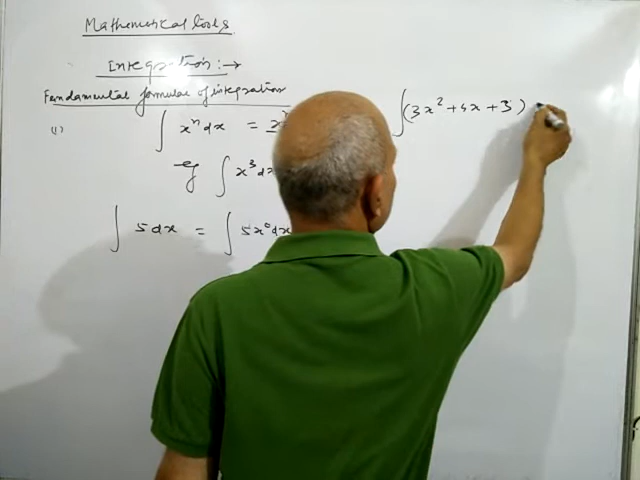 Mathematical tools
Integration :→
Fundamental formulae of integration
(1) ∫ xⁿ dx = x
eg ∫ x³ dx
∫ 5 dx = ∫ 5x⁰ dx
∫(3x² + 5x + 3)